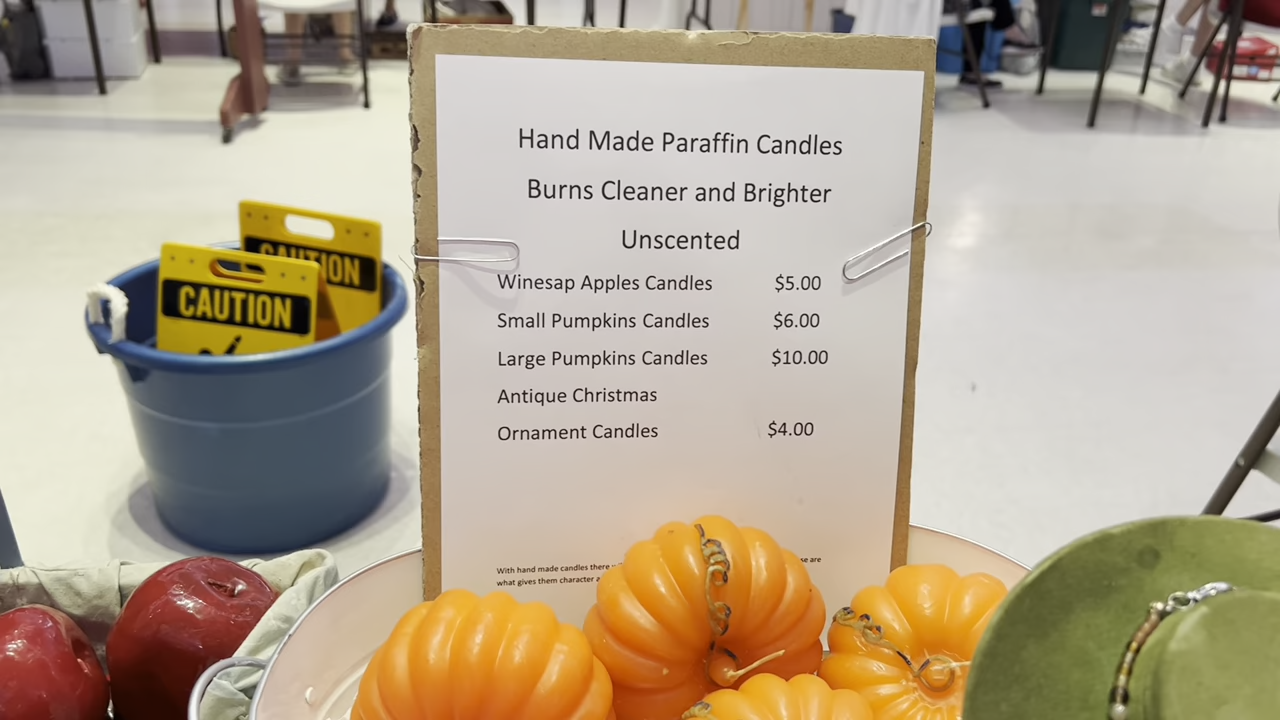 Hand Made Paraffin Candles
Burns Cleaner and Brighter
Unscented
Winesap Apples Candles $5.00
Small Pumpkins Candles $6.00
Large Pumpkins Candles $10.00
Antique Christmas
Ornament Candles $4.00
With hand made candles there are
what gives them character
CAUTION
CAUTION